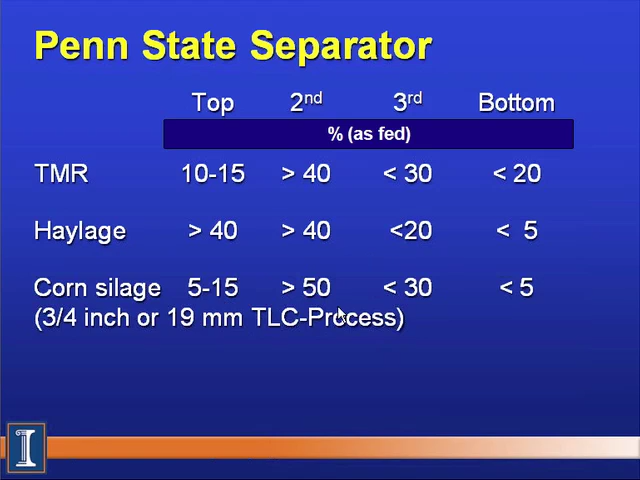 Penn State Separator
Top 2nd 3rd Bottom
% (as fed)
TMR 10-15 > 40 < 30 < 20
Haylage > 40 > 40 <20 < 5
Corn silage 5-15 > 50 < 30 < 5
(3/4 inch or 19 mm TLC-Process)
I